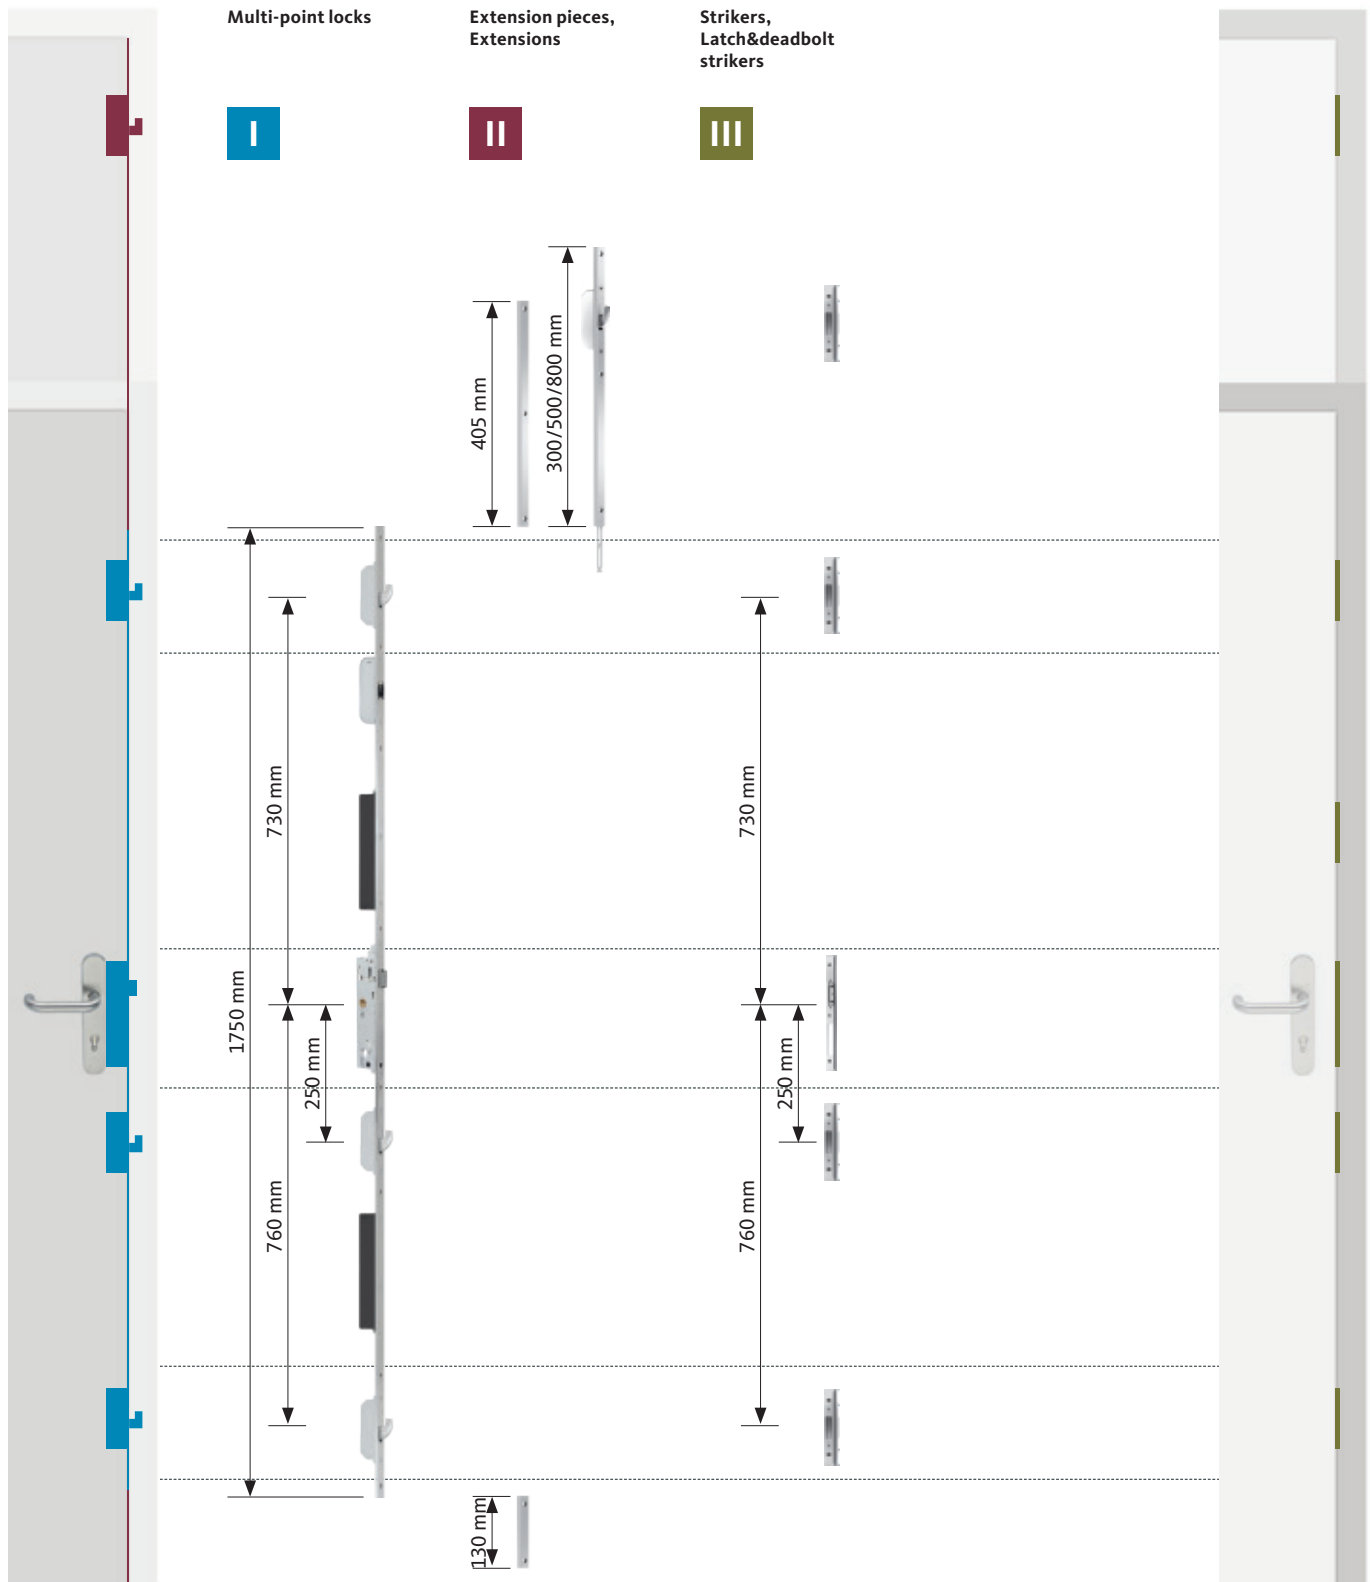 Multi-point locks
Extension pieces,
Extensions
Strikers,
Latch&deadbolt
strikers
I
II
III
405 mm
300/500/800 mm
730 mm
730 mm
1750 mm
250 mm
250 mm
760 mm
760 mm
130 mm